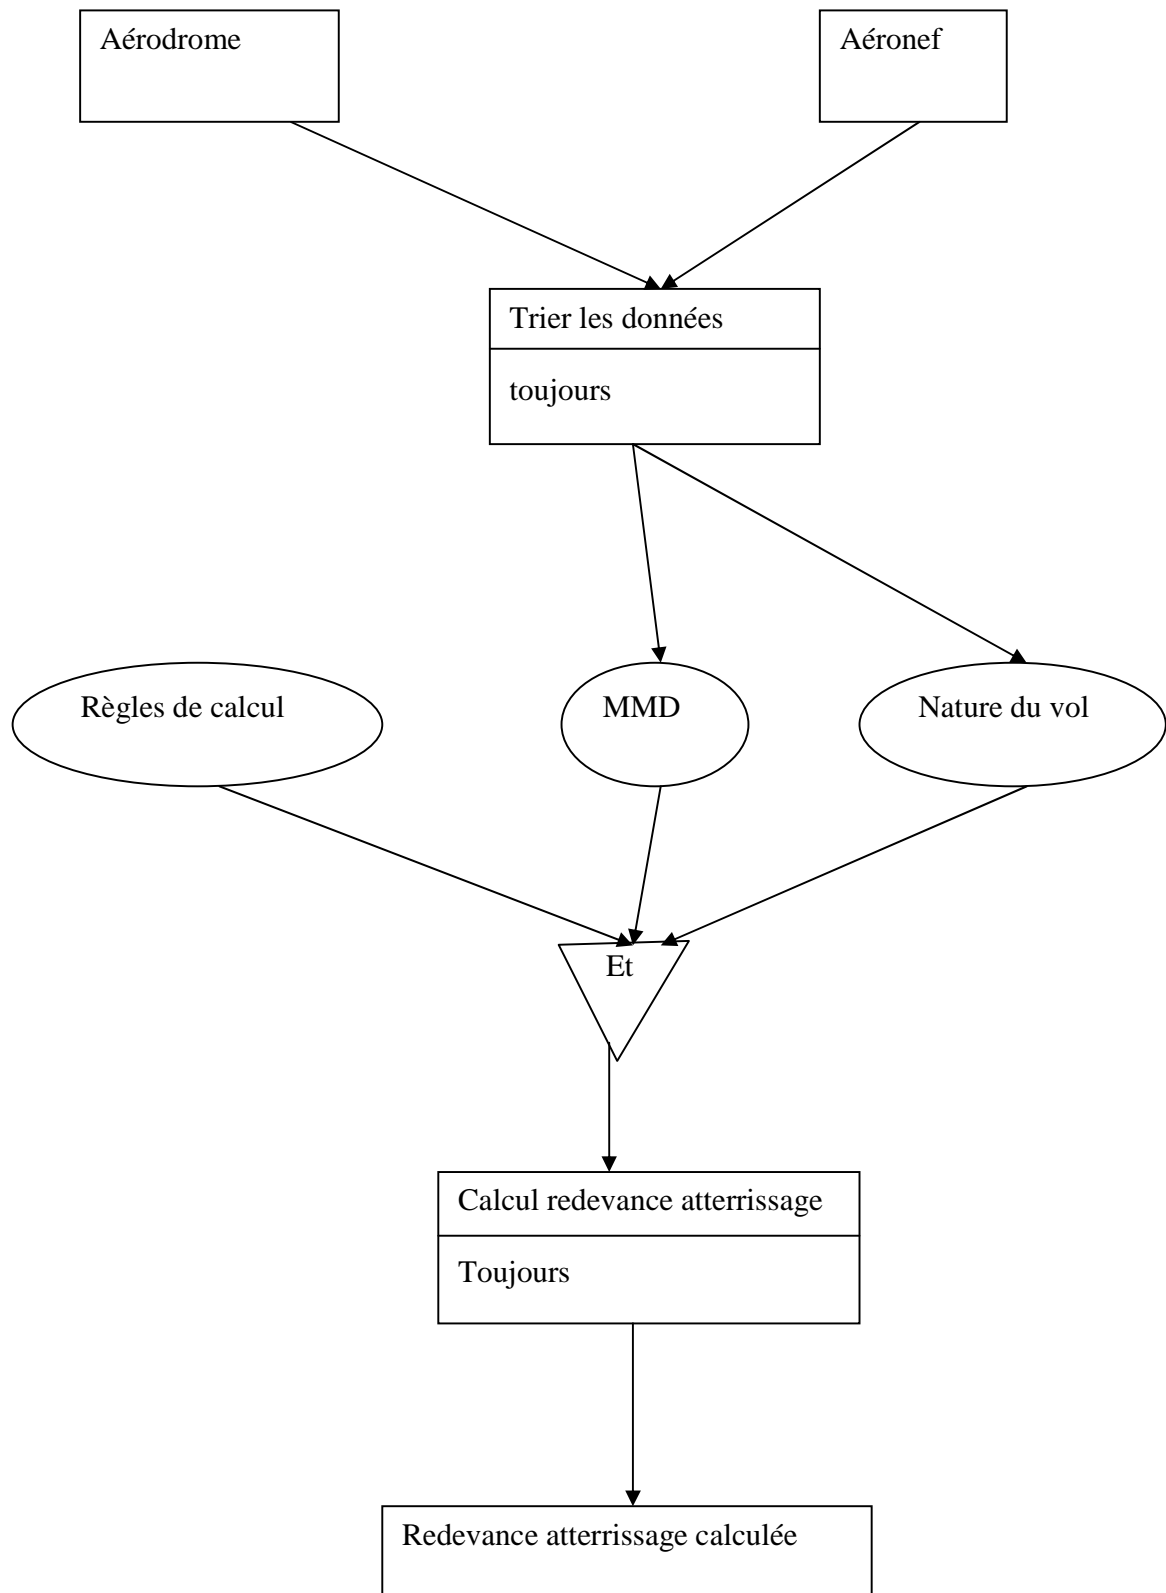 Aérodrome
Aéronef
Trier les données
toujours
Règles de calcul
MMD
Nature du vol
Et
Calcul redevance atterrissage
Toujours
Redevance atterrissage calculée